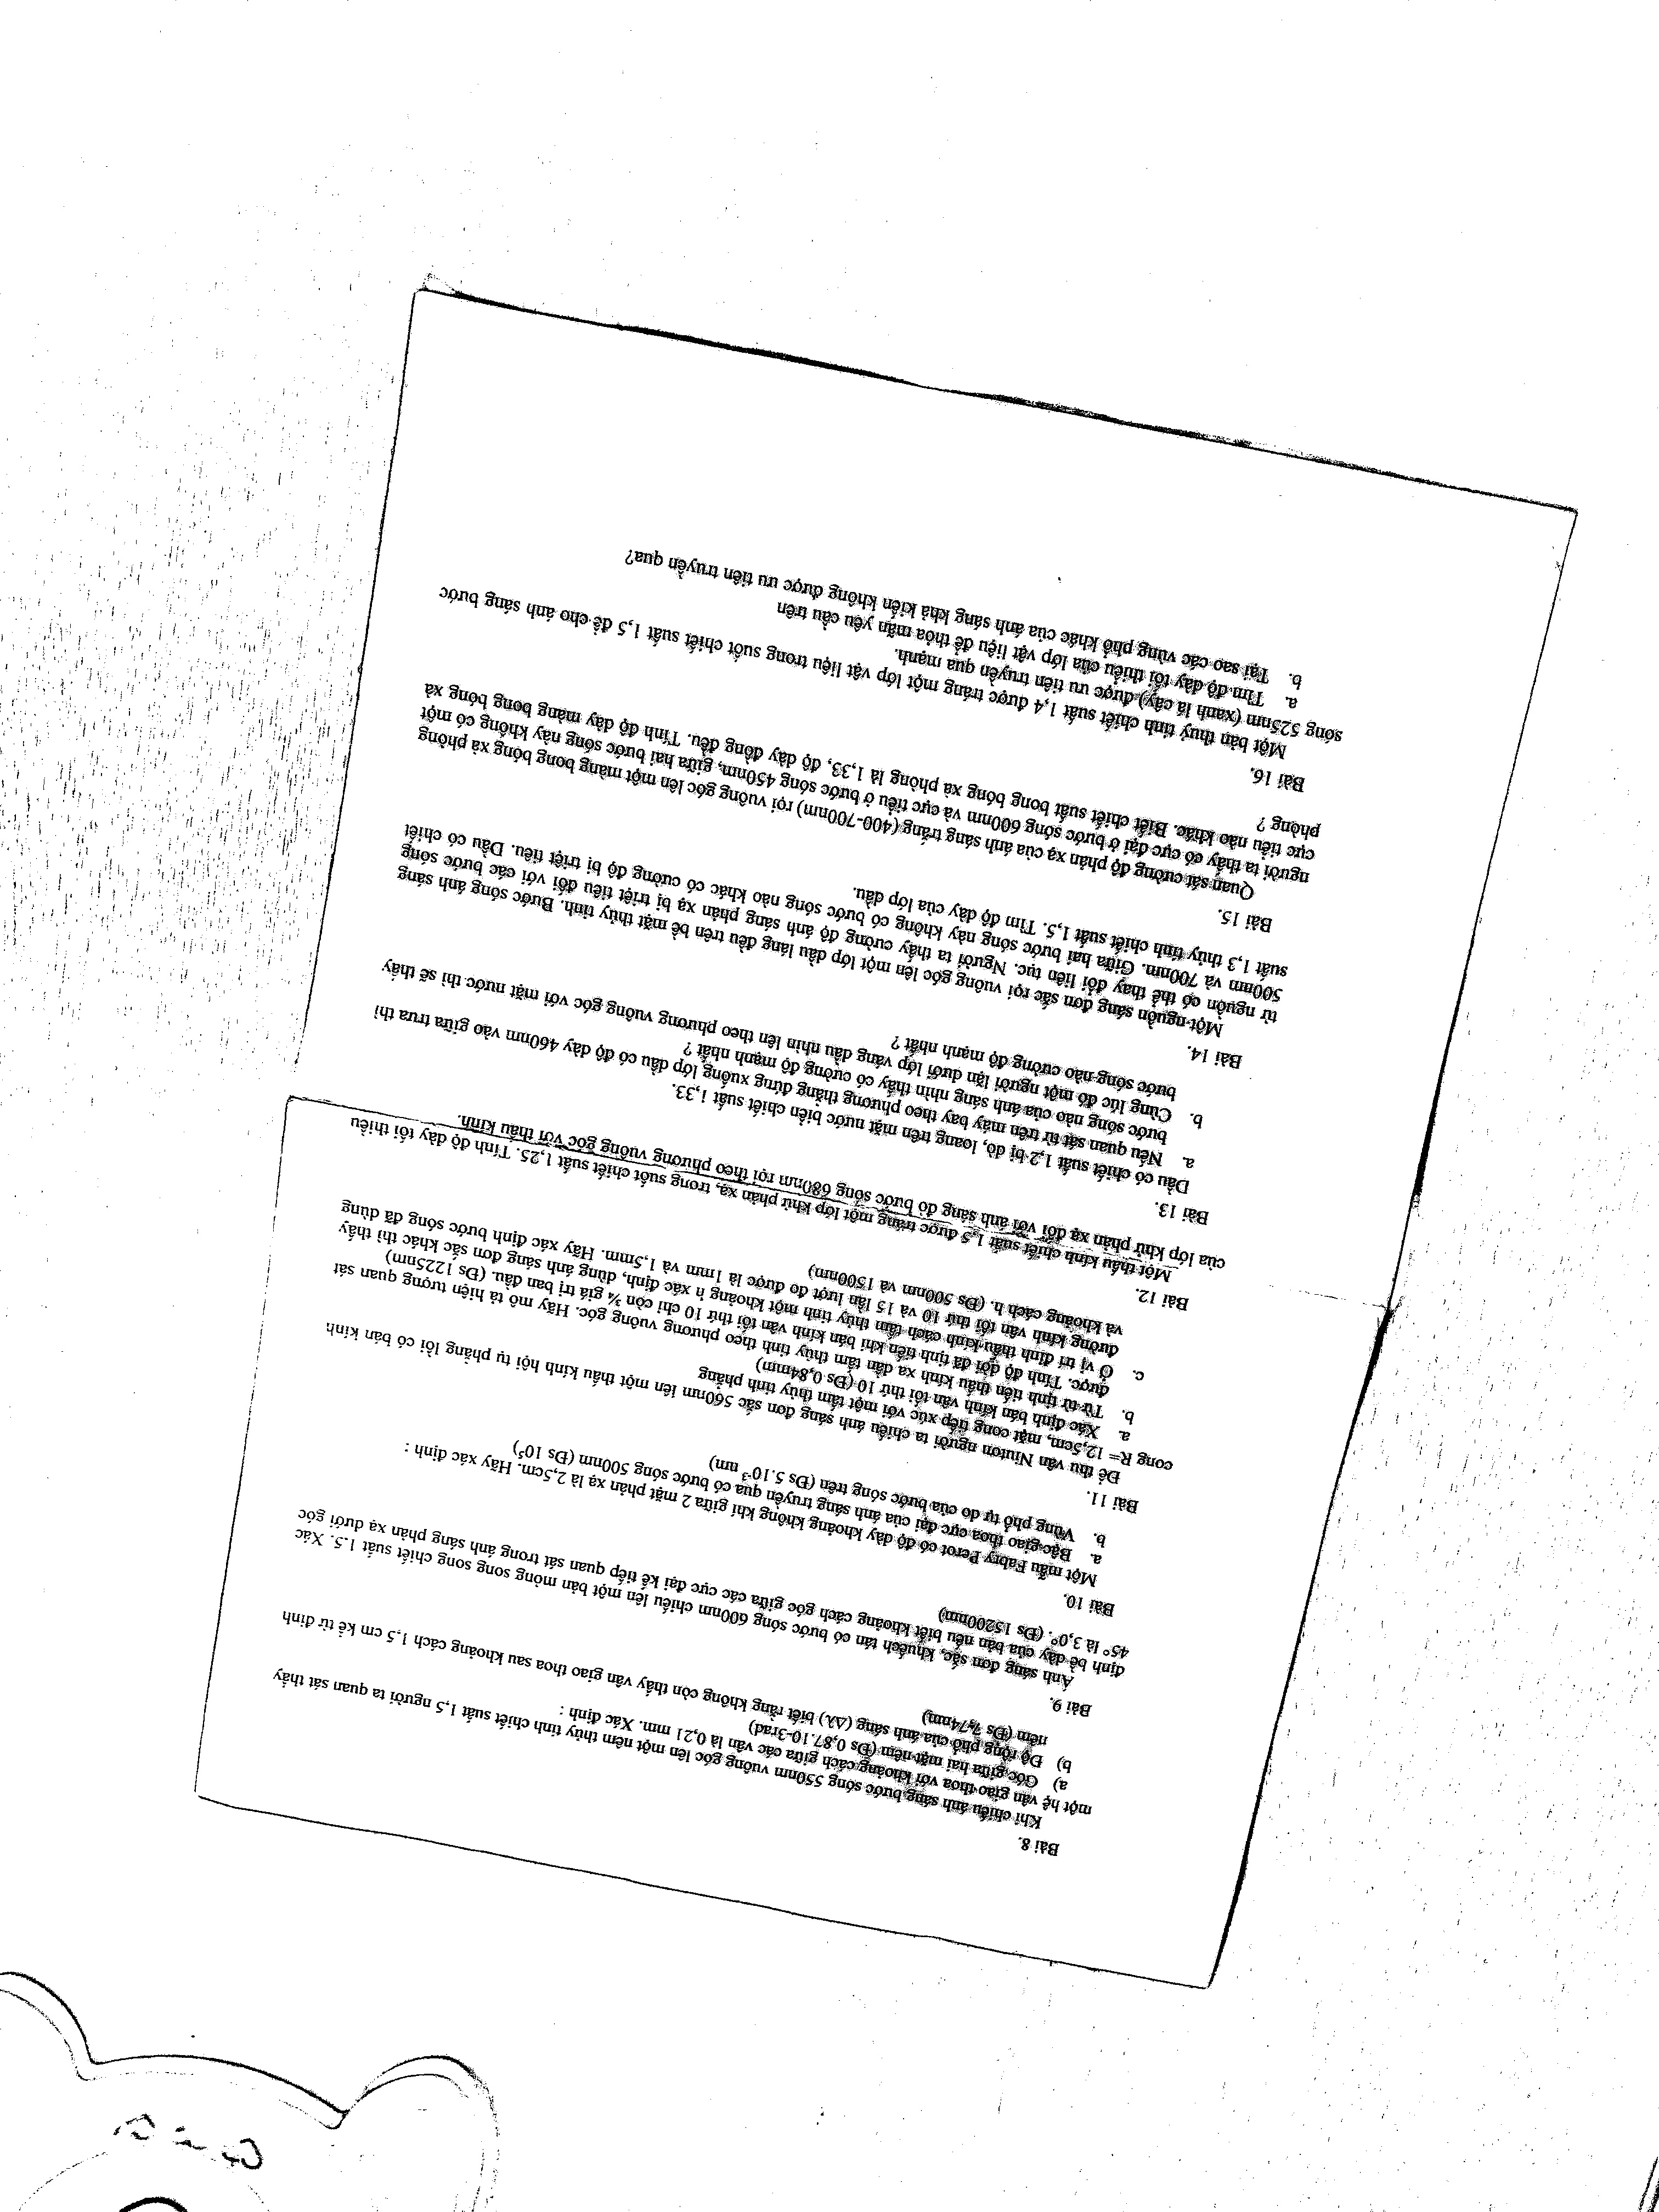 Bài 8.
Khi chiếu ánh sáng bước sóng 550nm vuông góc lên một nêm thủy tinh chiết suất 1,5 người ta quan sát thấy
một hệ vân giao thoa với khoảng cách giữa các vân là 0,21 mm. Xác định :
a) Góc giữa hai mặt nêm (Đs 0,87.10-3rad)
b) Độ rộng phổ của ánh sáng (Δλ) biết rằng không còn thấy vân giao thoa sau khoảng cách 1,5 cm kể từ đỉnh
nêm (Đs 7,74nm)
Bài 9.
Ánh sáng đơn sắc, khuếch tán có bước sóng 600nm chiếu lên một bản mỏng song song chiết suất 1.5. Xác
định bề dày của bản nếu biết khoảng cách góc giữa các cực đại kế tiếp quan sát trong ánh sáng phản xạ dưới góc
45° là 3,0°. (Đs 15200nm)
Bài 10.
Một mẫu Fabry Perot có độ dày khoảng không khí giữa 2 mặt phản xạ là 2,5cm. Hãy xác định :
a. Bậc giao thoa cực đại của ánh sáng truyền qua có bước sóng 500nm (Đs 10⁵)
b. Vùng phổ tự do của bước sóng trên (Đs 5.10⁻³ nm)
Bài 11.
Để thu vân Niuton người ta chiếu ánh sáng đơn sắc 560nm lên một thấu kính hội tụ phẳng lồi có bán kính
cong R= 12,5cm, mặt cong tiếp xúc với một tấm thủy tinh phẳng
a. Xác định bán kính vân tối thứ 10 (Đs 0,84mm)
b. Từ từ tịnh tiến thấu kính xa dần tấm thủy tinh theo phương vuông góc. Hãy mô tả hiện tượng quan sát
được. Tính độ dời đã tịnh tiến khi bán kính vân tối thứ 10 chỉ còn ¾ giá trị ban đầu. (Đs 1225nm)
c. Ở vị trí đỉnh thấu kính cách tấm thủy tinh một khoảng h xác định, dùng ánh sáng đơn sắc khác thì thấy
đường kính vân tối thứ 10 và 15 lần lượt đo được là 1mm và 1,5mm. Hãy xác định bước sóng đã dùng
và khoảng cách h. (Đs 500nm và 1500nm)
Bài 12.
Một thấu kính chiết suất 1,5 được tráng một lớp khử phản xạ, trong suốt chiết suất 1,25. Tính độ dày tối thiểu
của lớp khử phản xạ đối với ánh sáng đỏ bước sóng 680nm rọi theo phương vuông góc với thấu kính.
Bài 13.
Dầu có chiết suất 1,2 bị đổ, loang trên mặt nước biển chiết suất 1,33.
a. Nếu quan sát từ trên máy bay theo phương thẳng đứng xuống lớp dầu có độ dày 460nm vào giữa trưa thì
bước sóng nào của ánh sáng nhìn thấy có cường độ mạnh nhất ?
b. Cùng lúc đó một người lặn dưới lớp váng dầu nhìn lên theo phương vuông góc với mặt nước thì sẽ thấy
bước sóng nào cường độ mạnh nhất ?
Bài 14.
Một nguồn sáng đơn sắc rọi vuông góc lên một lớp dầu láng đều trên bề mặt thủy tinh. Bước sóng ánh sáng
từ nguồn có thể thay đổi liên tục. Người ta thấy cường độ ánh sáng phản xạ bị triệt tiêu đối với các bước sóng
500nm và 700nm. Giữa hai bước sóng này không có bước sóng nào khác có cường độ bị triệt tiêu. Dầu có chiết
suất 1,3 thủy tinh chiết suất 1,5. Tìm độ dày của lớp dầu.
Bài 15.
Quan sát cường độ phản xạ của ánh sáng trắng (400-700nm) rọi vuông góc lên một màng bong bóng xà phòng
người ta thấy có cực đại ở bước sóng 600nm và cực tiểu ở bước sóng 450nm, giữa hai bước sóng này không có một
cực tiểu nào khác. Biết chiết suất bong bóng xà phòng là 1,33, độ dày đồng đều. Tính độ dày màng bong bóng xà
phòng ?
Bài 16.
Một bản thủy tinh chiết suất 1,4 được tráng một lớp vật liệu trong suốt chiết suất 1,5 để cho ánh sáng bước
sóng 525nm (xanh lá cây) được ưu tiên truyền qua mạnh.
a. Tìm độ dày tối thiểu của lớp vật liệu để thỏa mãn yêu cầu trên
b. Tại sao các vùng phổ khác của ánh sáng khả kiến không được ưu tiên truyền qua?